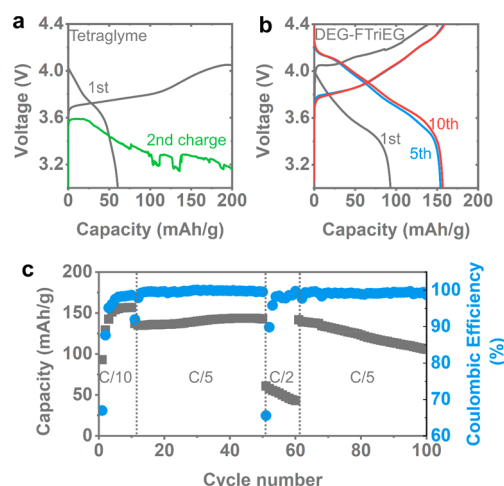 a
Tetraglyme
4.4
4.0
3.6
3.2
Voltage (V)
1st
2nd charge
0 50 100 150 200
Capacity (mAh/g)
b
DEG-FTriEG
4.4
4.0
3.6
3.2
Voltage (V)
1st
10th
5th
0 50 100 150 200
Capacity (mAh/g)
c
200
150
100
50
0
Capacity (mAh/g)
C/10
C/5
C/2
C/5
100
90
80
70
60
Coulombic Efficiency
(%)
0 20 40 60 80 100
Cycle number